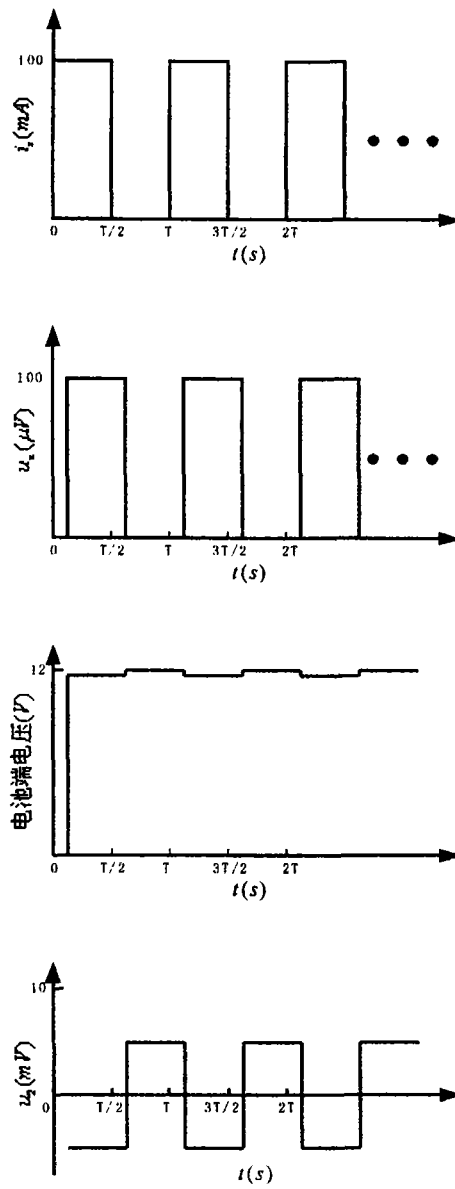 100
i_s(mA)
0 T/2 T 3T/2 2T
t(s)
100
u_x(μV)
0 T/2 T 3T/2 2T
t(s)
12
电池端电压(V)
0 T/2 T 3T/2 2T
t(s)
10
u_2(mV)
0 T/2 T 3T/2 2T
t(s)